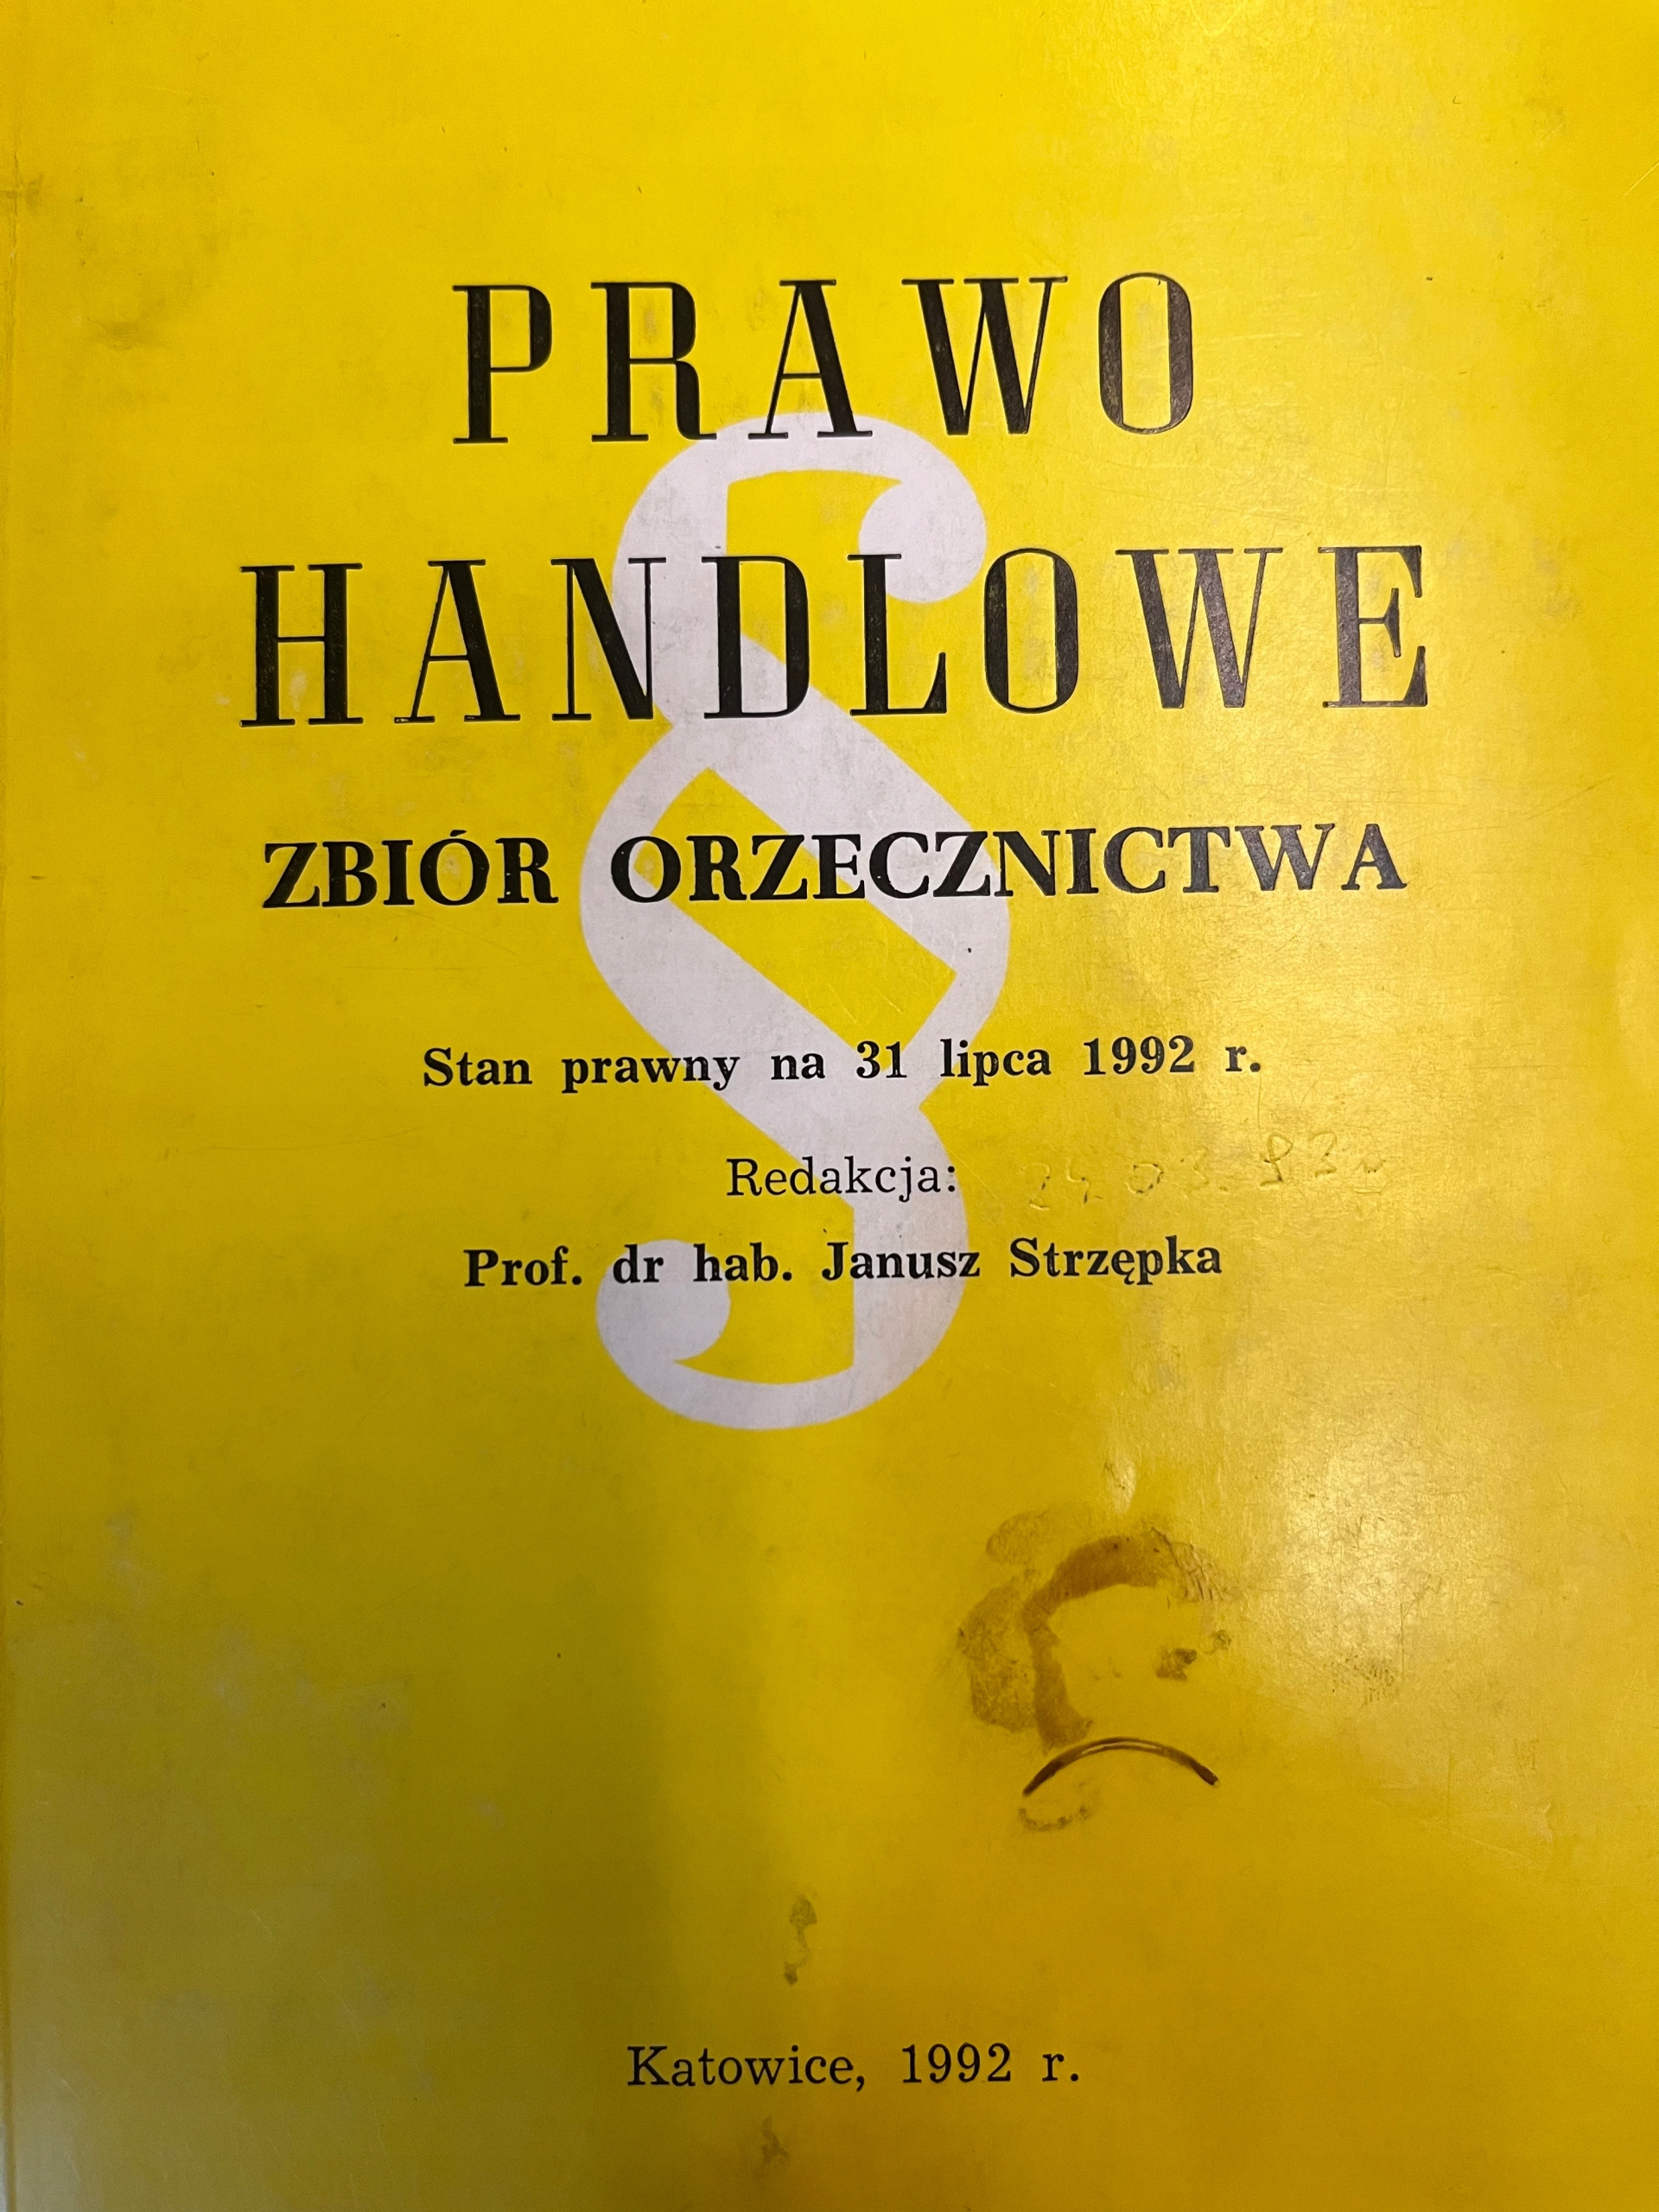 PRAWO
HANDLOWE
ZBIÓR ORZECZNICTWA
Stan prawny na 31 lipca 1992 r.
Redakcja:
Prof. dr hab. Janusz Strzępka
Katowice, 1992 r.
§